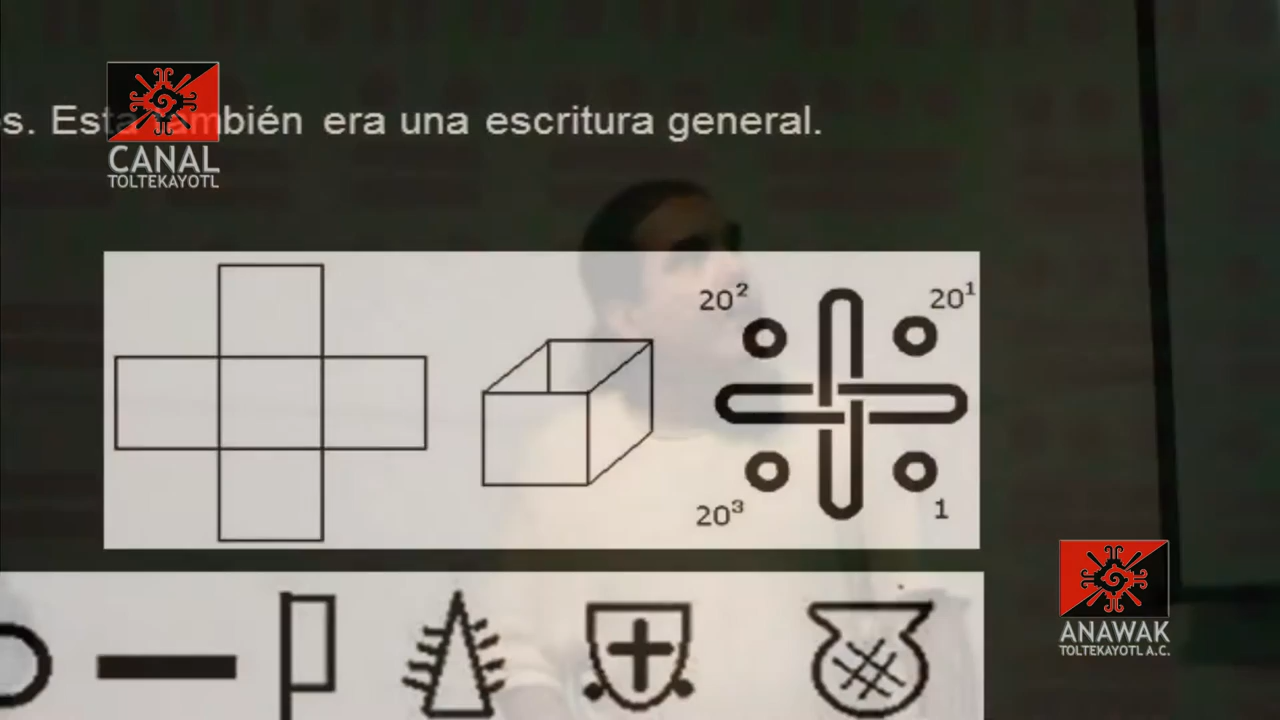 s. Esta también era una escritura general.
CANAL
TOLTEKAYOTL
20² 20¹
20³ 1
ANAWAK
TOLTEKAYOTL A.C.